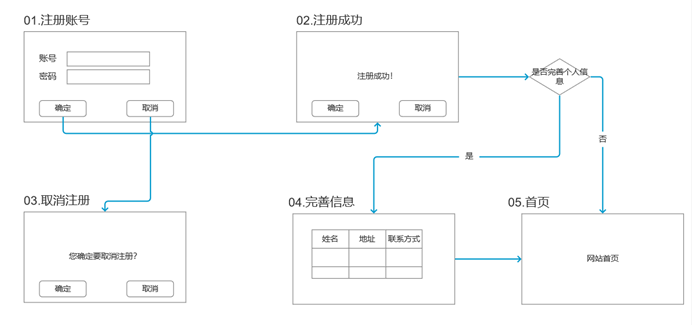 01.注册账号
账号
密码
确定
取消
02.注册成功
注册成功！
确定
取消
是否完善个人信
息
是
否
03.取消注册
您确定要取消注册？
确定
取消
04.完善信息
姓名
地址
联系方式
05.首页
网站首页